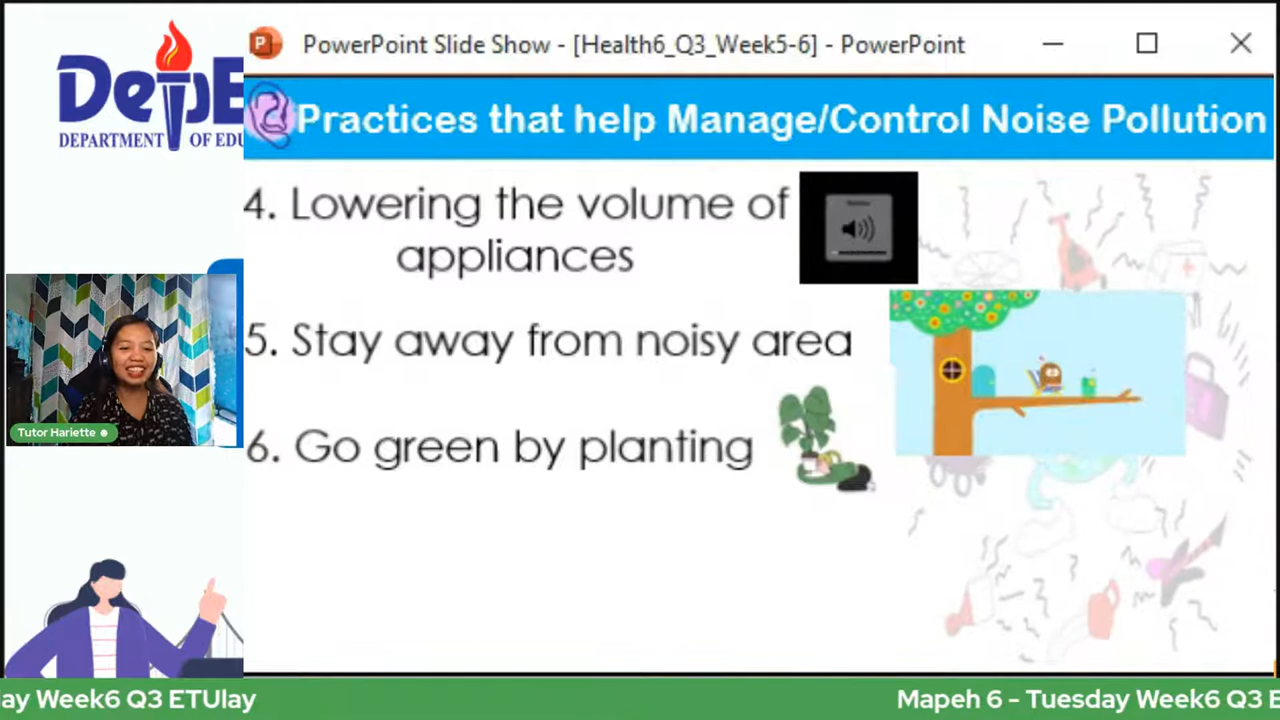 PowerPoint Slide Show - [Health6_Q3_Week5-6] - PowerPoint
DepE
DEPARTMENT OF EDU
Practices that help Manage/Control Noise Pollution
4. Lowering the volume of
appliances
5. Stay away from noisy area
6. Go green by planting
Tutor Hariette
lay Week6 Q3 ETUlay
Mapeh 6 - Tuesday Week6 Q3 E